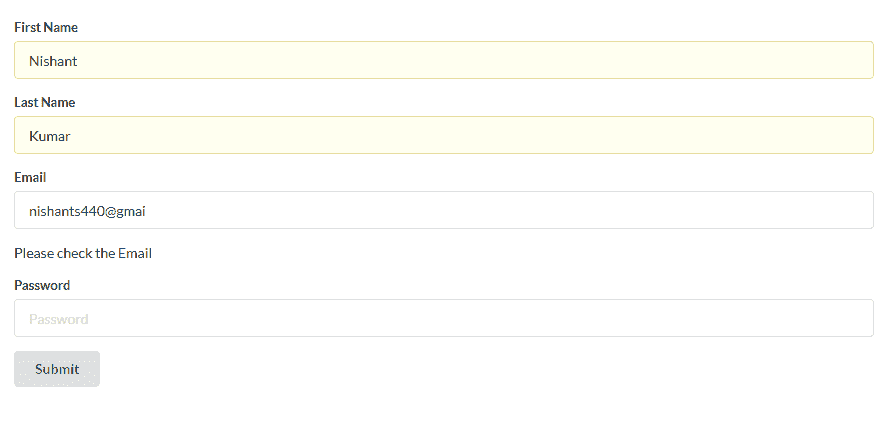 First Name
Nishant
Last Name
Kumar
Email
nishants440@gmai
Please check the Email
Password
Password
Submit